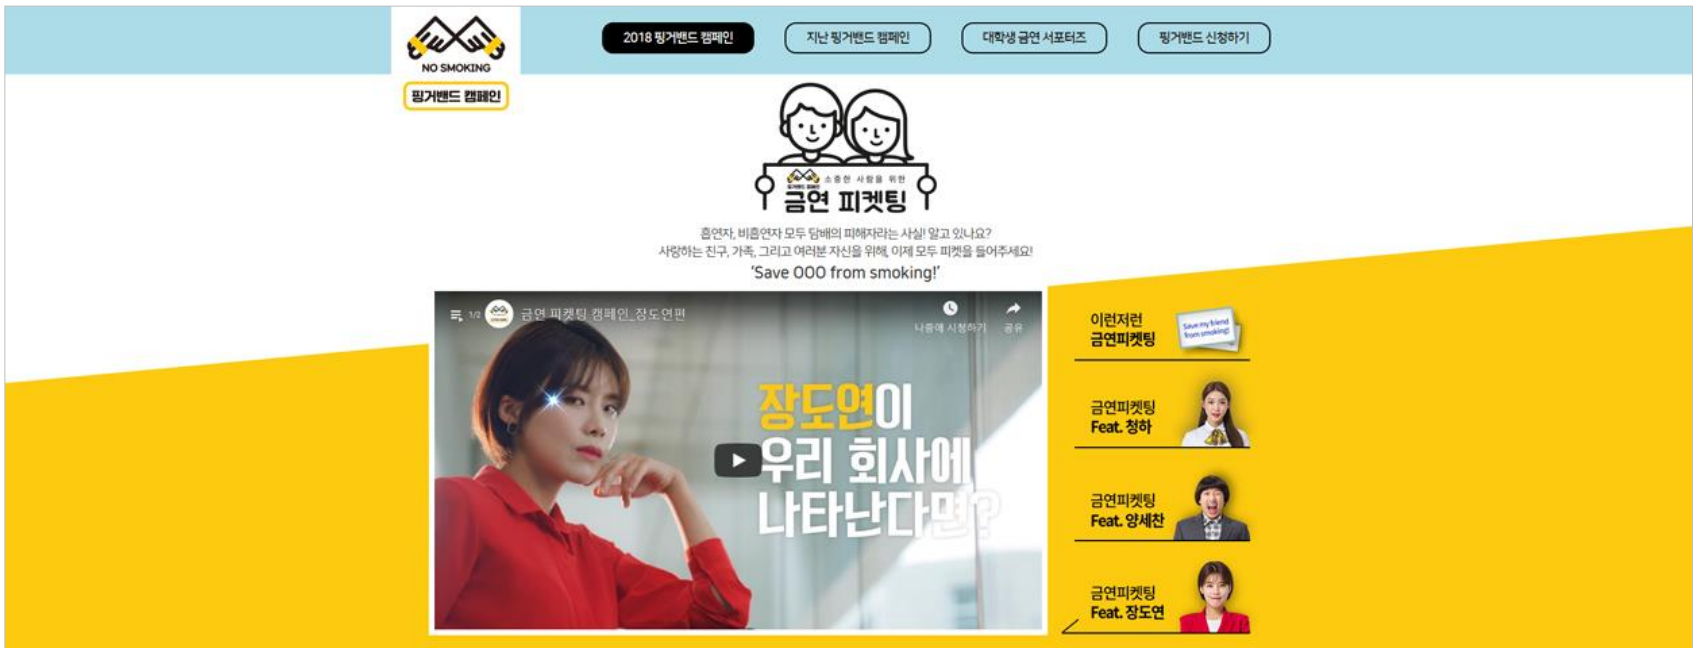 NO SMOKING
핑거밴드 캠페인
2018 핑거밴드 캠페인
지난 핑거밴드 캠페인
대학생 금연 서포터즈
핑거밴드 신청하기
핑거밴드 캠페인
소중한 사람을 위한
금연 피켓팅
흡연자, 비흡연자 모두 담배의 피해자라는 사실! 알고 있나요?
사랑하는 친구, 가족, 그리고 여러분 자신을 위해, 이제 모두 피켓을 들어주세요!
‘Save OOO from smoking!’
1/2
금연 피켓팅 캠페인_장도연편
나중에 시청하기
공유
장도연이
우리 회사에
나타난다면?
이런저런
금연피켓팅
Save my friend
from smoking!
금연피켓팅
Feat. 청하
금연피켓팅
Feat. 양세찬
금연피켓팅
Feat. 장도연